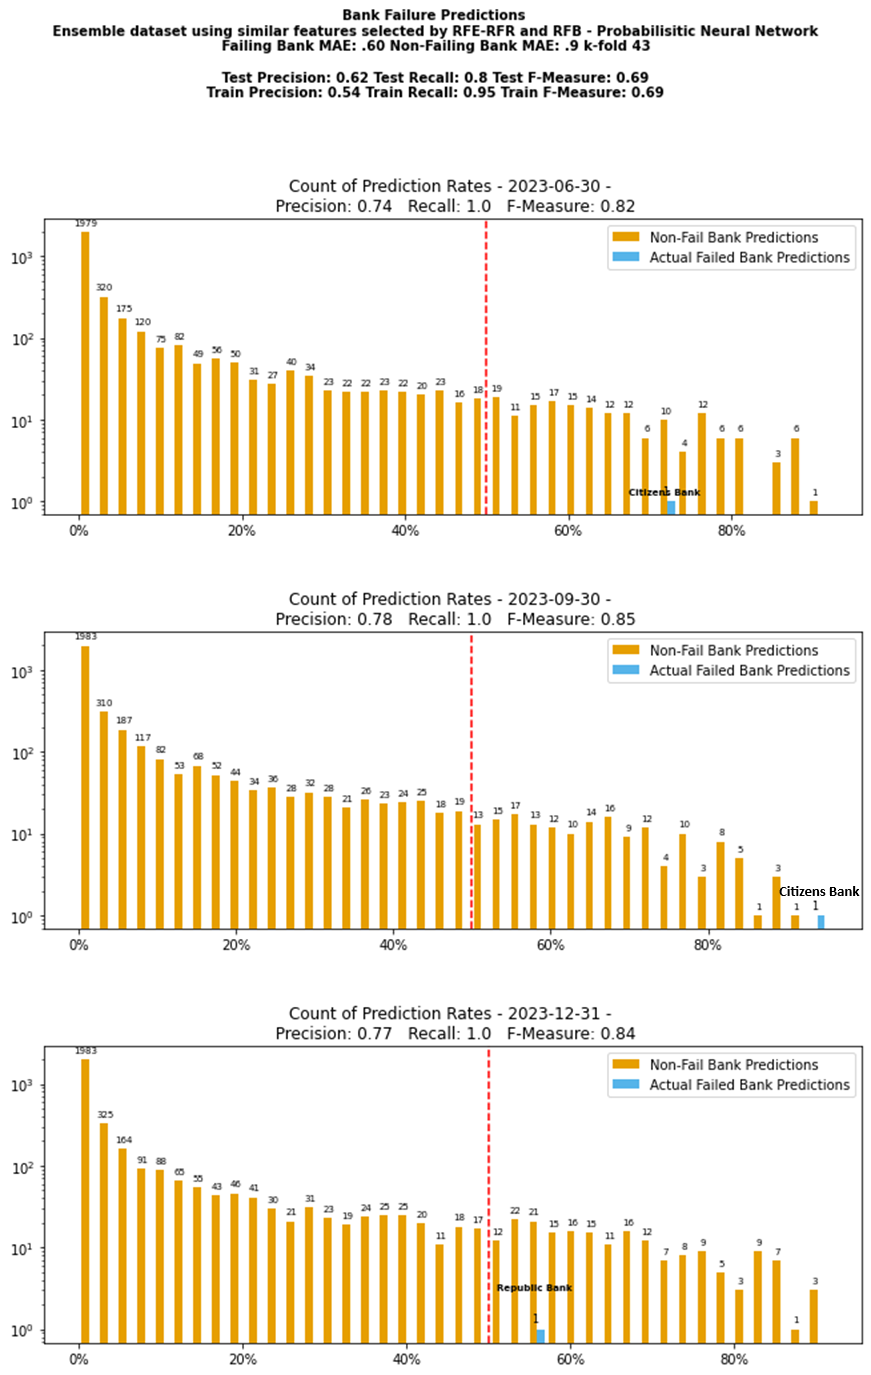 Bank Failure Predictions
Ensemble dataset using similar features selected by RFE-RFR and RFB - Probabilisitic Neural Network
Failing Bank MAE: .60 Non-Failing Bank MAE: .9 k-fold 43
Test Precision: 0.62 Test Recall: 0.8 Test F-Measure: 0.69
Train Precision: 0.54 Train Recall: 0.95 Train F-Measure: 0.69
Count of Prediction Rates - 2023-06-30 -
Precision: 0.74 Recall: 1.0 F-Measure: 0.82
Non-Fail Bank Predictions
Actual Failed Bank Predictions
10³
10²
10¹
10⁰
1979 320 175 120 75 82 49 56 50 31 27 40 34 23 22 22 23 22 20 23 16 18 19 11 15 17 15 14 12 12 6 10 4 12 6 6 3 6 1
Citizens Bank
1
0% 20% 40% 60% 80%
Count of Prediction Rates - 2023-09-30 -
Precision: 0.78 Recall: 1.0 F-Measure: 0.85
Non-Fail Bank Predictions
Actual Failed Bank Predictions
10³
10²
10¹
10⁰
1983 310 187 117 82 53 68 52 44 34 36 28 32 28 21 26 23 24 25 18 19 13 15 17 13 12 10 14 16 9 12 4 10 3 8 5 1 3 1
Citizens Bank
1
0% 20% 40% 60% 80%
Count of Prediction Rates - 2023-12-31 -
Precision: 0.77 Recall: 1.0 F-Measure: 0.84
Non-Fail Bank Predictions
Actual Failed Bank Predictions
10³
10²
10¹
10⁰
1983 325 164 91 88 65 55 43 46 41 30 21 31 23 19 24 25 25 20 11 18 17 12 22 21 15 16 15 11 16 12 7 8 9 5 3 9 7 1 3
Republic Bank
1
0% 20% 40% 60% 80%